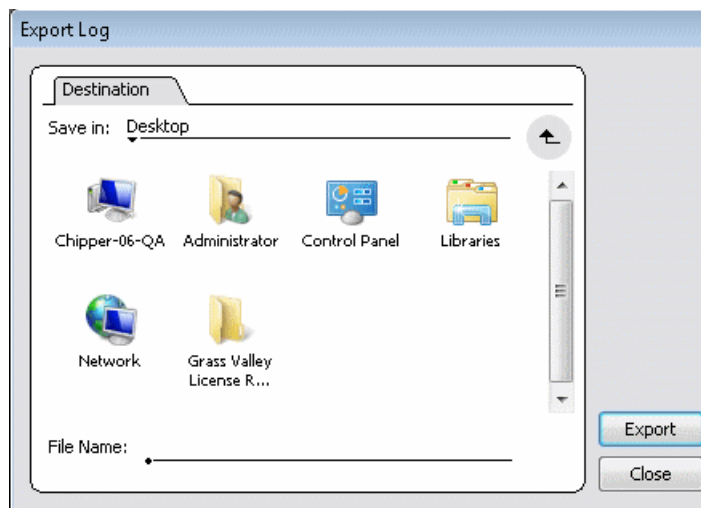 Export Log
Destination
Save in: Desktop
Chipper-06-QA Administrator Control Panel Libraries
Network Grass Valley
License R...
File Name:
Export
Close